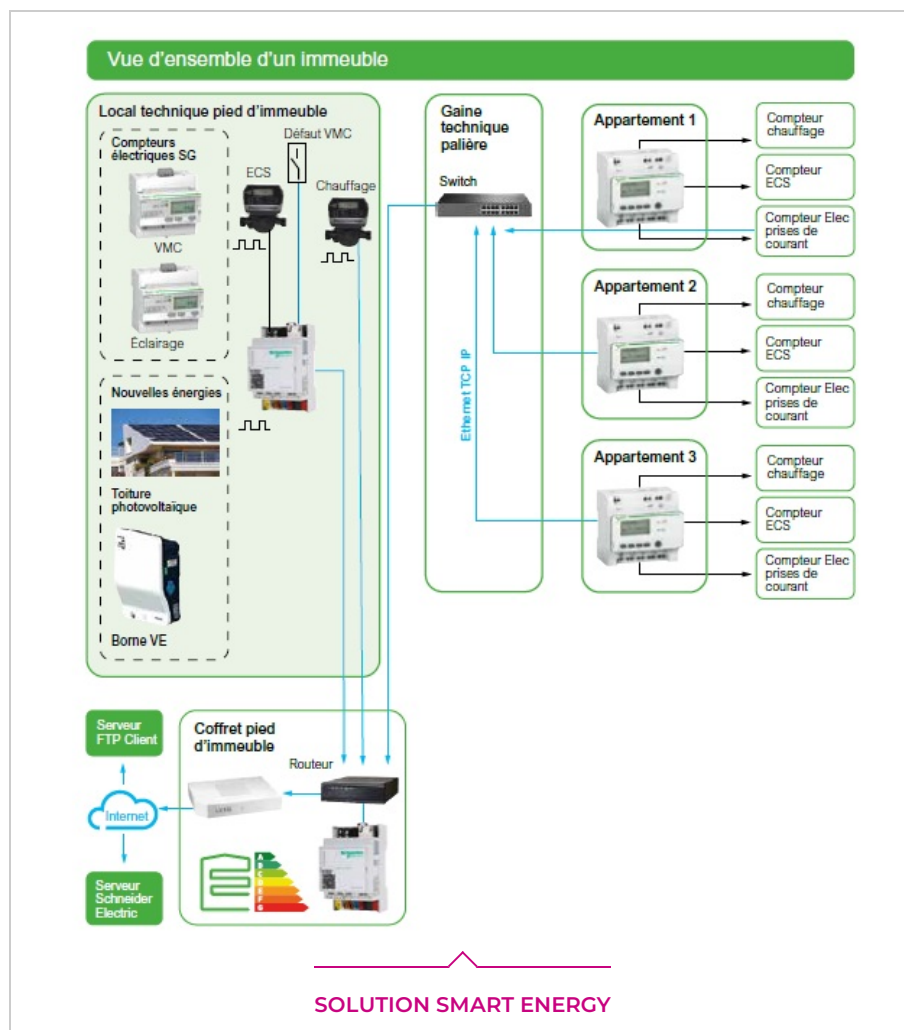 Vue d'ensemble d'un immeuble
Local technique pied d'immeuble
Compteurs
électriques SG
VMC
Éclairage
Défaut VMC
ECS
Chauffage
Nouvelles énergies
Toiture
photovoltaïque
Borne VE
Gaine
technique
palière
Switch
Ethernet TCP IP
Appartement 1
Compteur
chauffage
Compteur
ECS
Compteur Elec
prises de
courant
Appartement 2
Compteur
chauffage
Compteur
ECS
Compteur Elec
prises de
courant
Appartement 3
Compteur
chauffage
Compteur
ECS
Compteur Elec
prises de
courant
Serveur
FTP Client
Internet
Serveur
Schneider
Electric
Coffret pied
d'immeuble
Routeur
A
B
C
D
E
F
G
SOLUTION SMART ENERGY